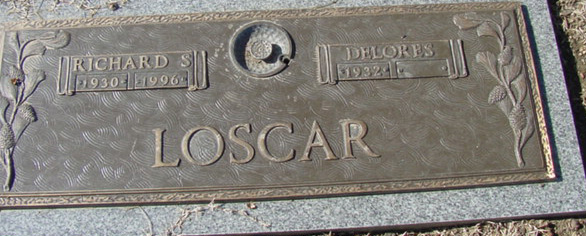 RICHARD S
1930 1996
DELORES
1932
LOSCAR